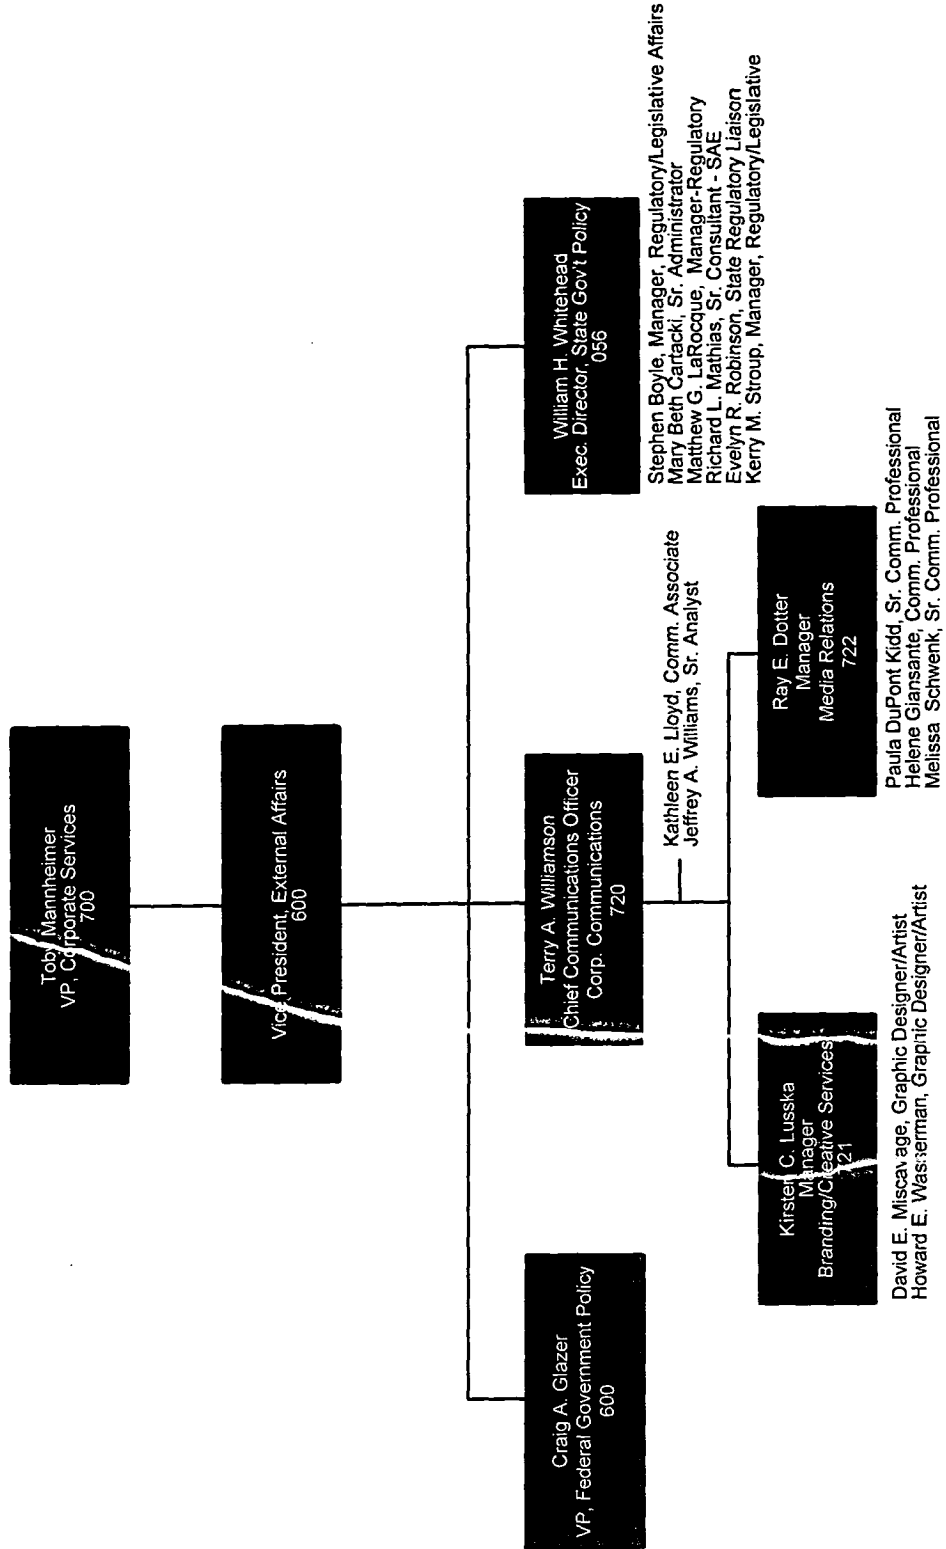 Toby Mannheimer
VP, Corporate Services
700
Vice President, External Affairs
600
Craig A. Glazer
VP, Federal Government Policy
600
Terry A. Williamson
Chief Communications Officer
Corp. Communications
720
William H. Whitehead
Exec. Director, State Gov't Policy
056
Stephen Boyle, Manager, Regulatory/Legislative Affairs
Mary Beth Cartacki, Sr. Administrator
Matthew G. LaRocque, Manager-Regulatory
Richard L. Mathias, Sr. Consultant - SAE
Evelyn R. Robinson, State Regulatory Liaison
Kerry M. Stroup, Manager, Regulatory/Legislative
Kathleen E. Lloyd, Comm. Associate
Jeffrey A. Williams, Sr. Analyst
Kirsten C. Lusska
Manager
Branding/Creative Services
721
David E. Miscavage, Graphic Designer/Artist
Howard E. Wasserman, Graphic Designer/Artist
Ray E. Dotter
Manager
Media Relations
722
Paula DuPont Kidd, Sr. Comm. Professional
Helene Giansante, Comm. Professional
Melissa Schwenk, Sr. Comm. Professional